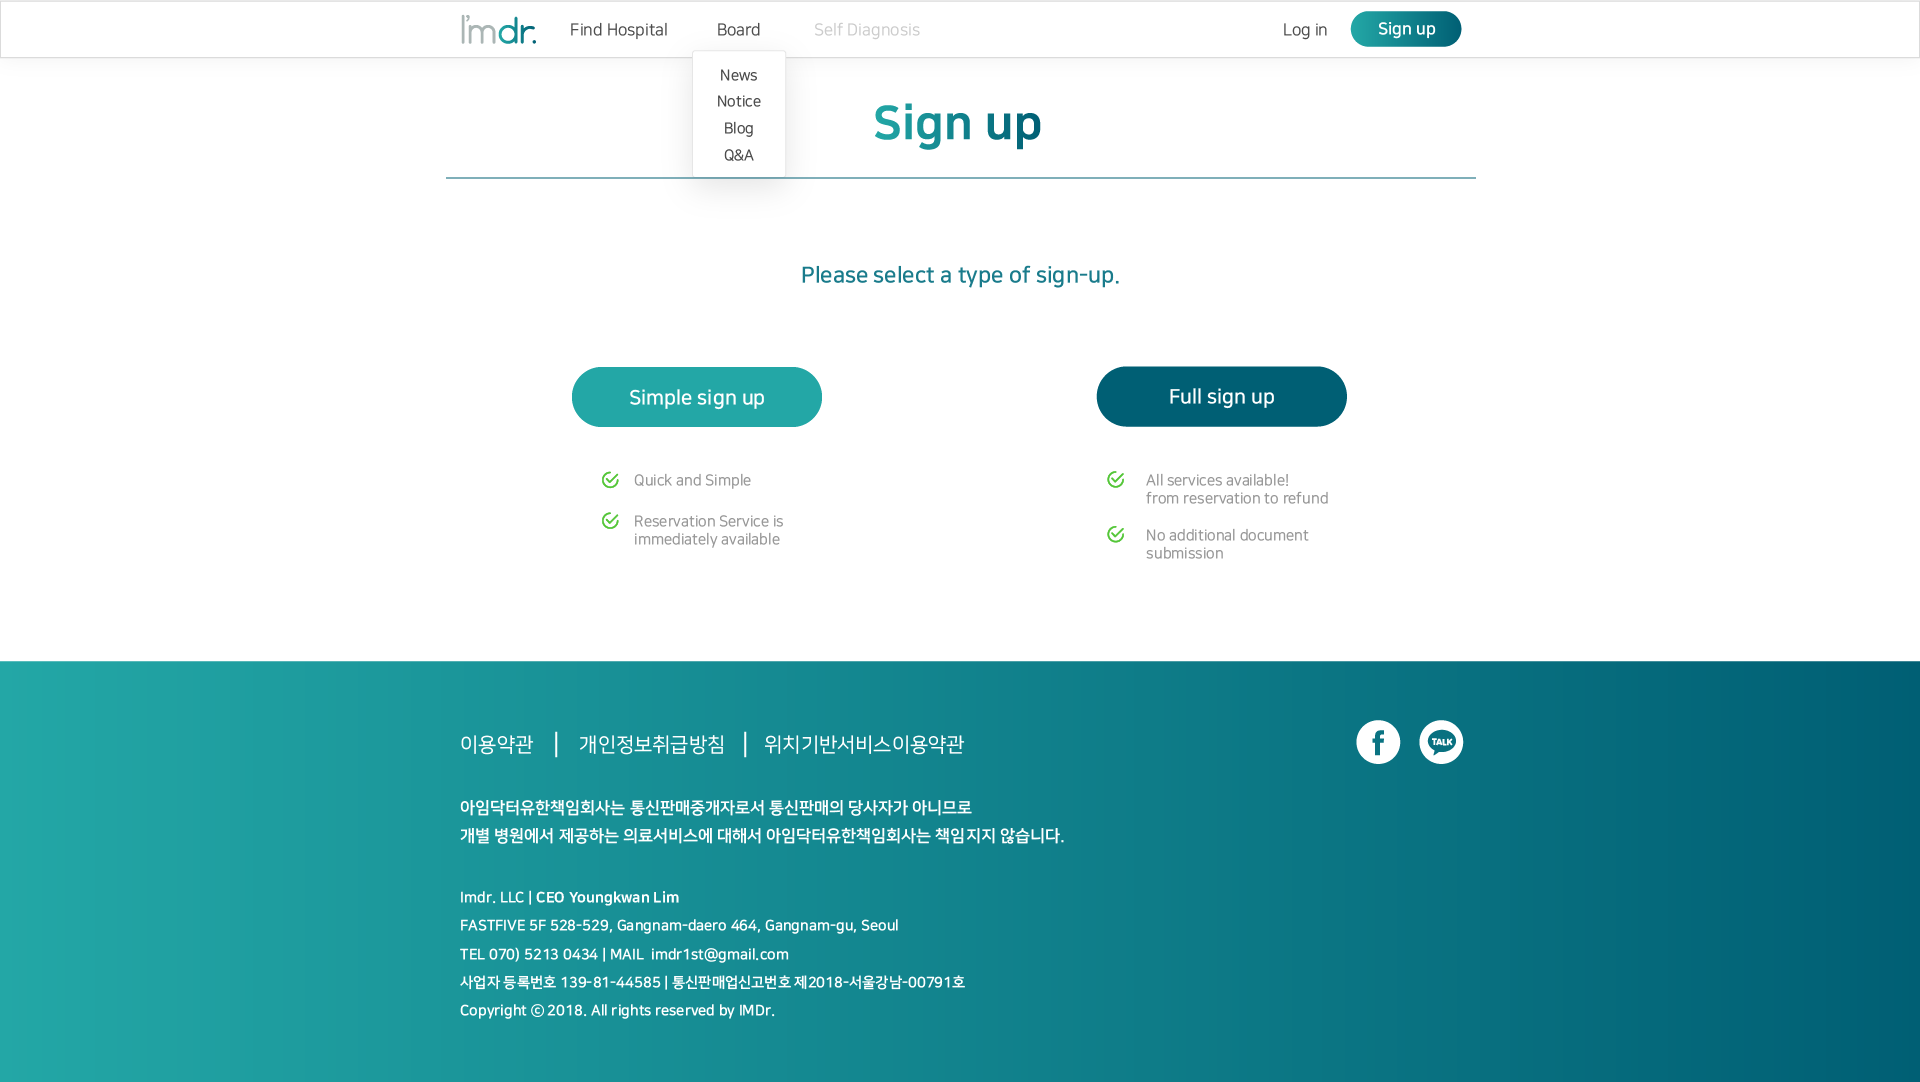 I'mdr.
Find Hospital
Board
Self Diagnosis
Log in
Sign up
News
Notice
Blog
Q&A
Sign up
Please select a type of sign-up.
Simple sign up
Full sign up
Quick and Simple
Reservation Service is
immediately available
All services available!
from reservation to refund
No additional document
submission
이용약관 | 개인정보취급방침 | 위치기반서비스이용약관
TALK
아임닥터유한책임회사는 통신판매중개자로서 통신판매의 당사자가 아니므로
개별 병원에서 제공하는 의료서비스에 대해서 아임닥터유한책임회사는 책임지지 않습니다.
Imdr. LLC | CEO Youngkwan Lim
FASTFIVE 5F 528-529, Gangnam-daero 464, Gangnam-gu, Seoul
TEL 070) 5213 0434 | MAIL imdr1st@gmail.com
사업자 등록번호 139-81-44585 | 통신판매업신고번호 제2018-서울강남-00791호
Copyright ⓒ 2018. All rights reserved by IMDr.